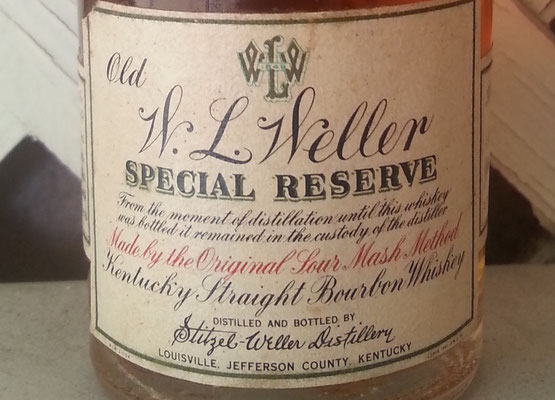 WLW
Old
W. L. Weller
SPECIAL RESERVE
From the moment of distillation until this whiskey
was bottled it remained in the custody of the distiller
Made by the Original Sour Mash Method
Kentucky Straight Bourbon Whiskey
DISTILLED AND BOTTLED BY
Stitzel-Weller Distillery
LOUISVILLE, JEFFERSON COUNTY, KENTUCKY